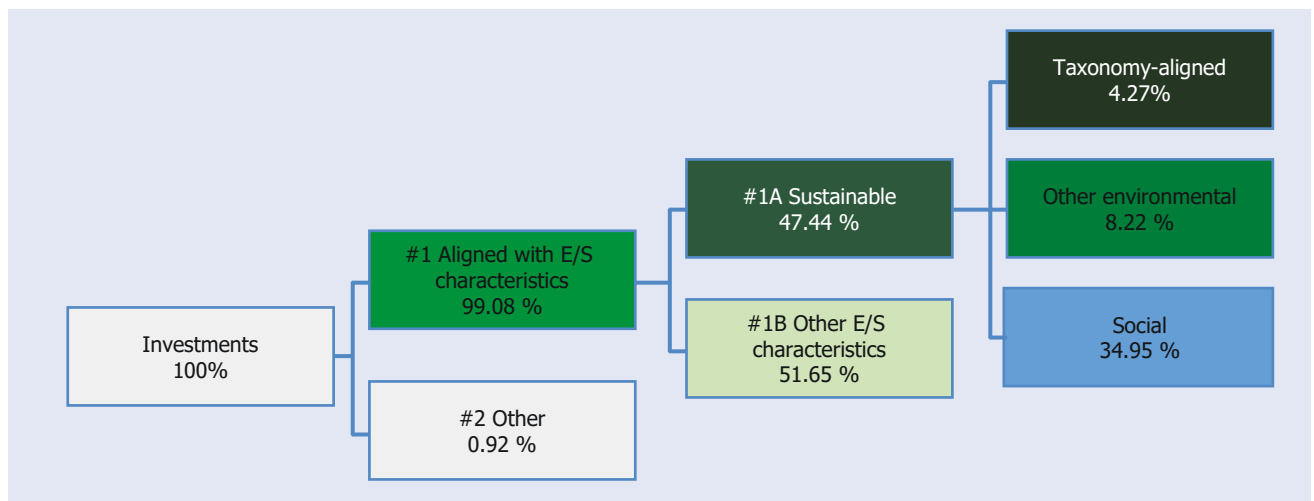 Investments
100%
#1 Aligned with E/S
characteristics
99.08 %
#2 Other
0.92 %
#1A Sustainable
47.44 %
#1B Other E/S
characteristics
51.65 %
Taxonomy-aligned
4.27%
Other environmental
8.22 %
Social
34.95 %